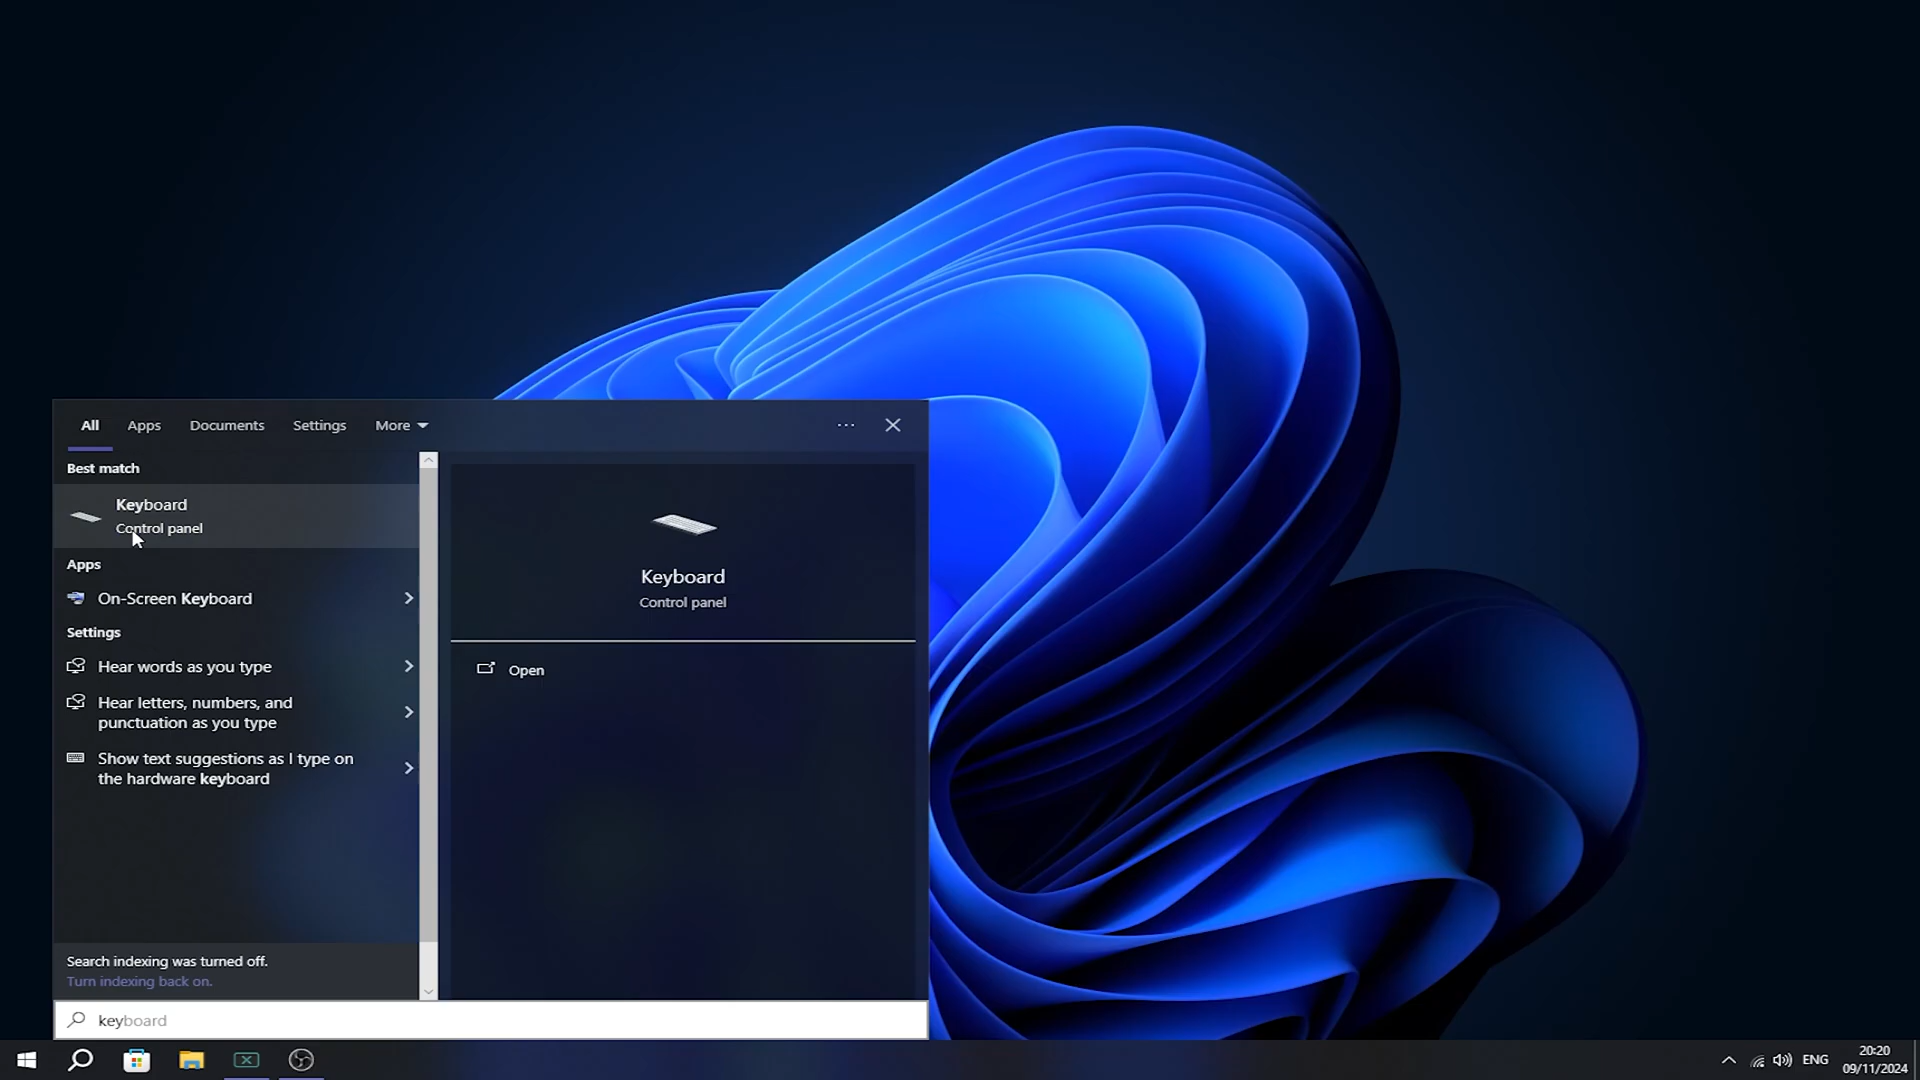 All Apps Documents Settings More
Best match
Keyboard
Control panel
Apps
On-Screen Keyboard
Settings
Hear words as you type
Hear letters, numbers, and
punctuation as you type
Show text suggestions as I type on
the hardware keyboard
Search indexing was turned off.
Turn indexing back on.
Keyboard
Control panel
Open
keyboard
ENG
20:20
09/11/2024